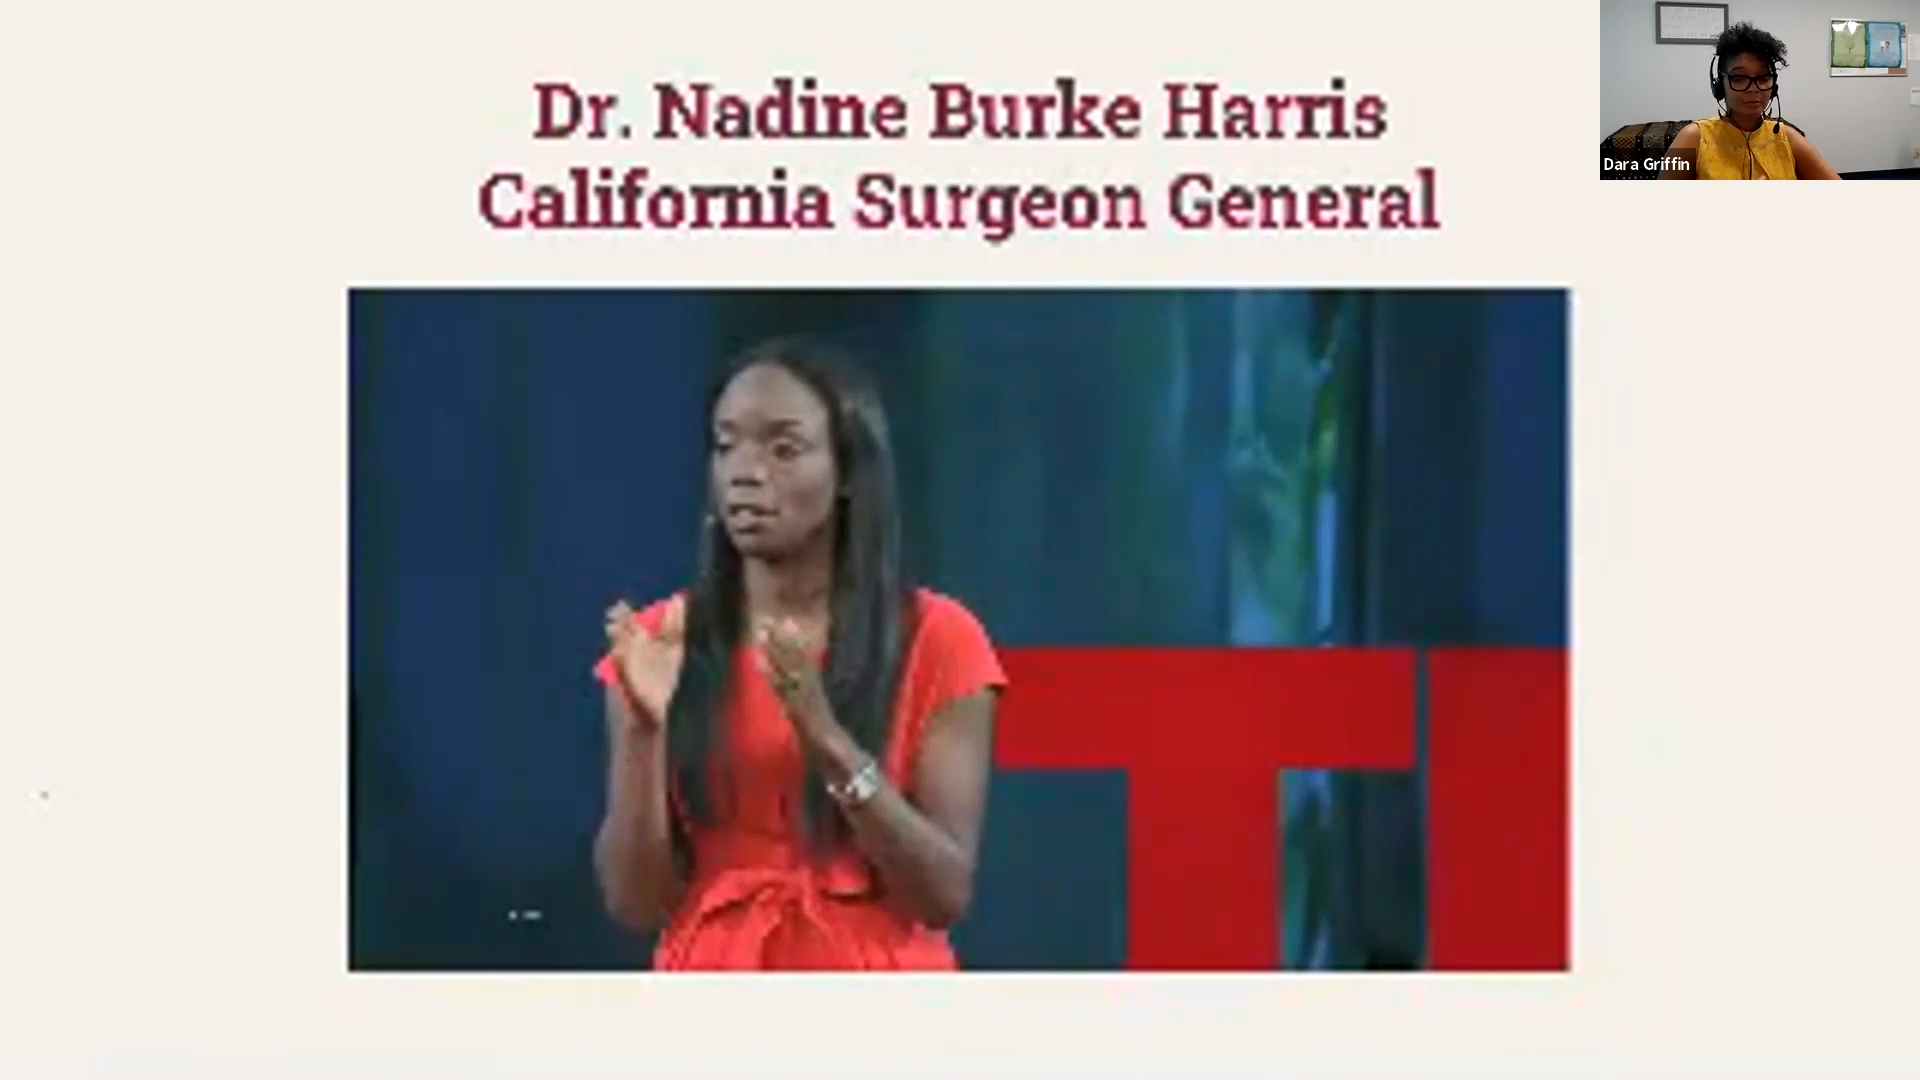 Dr. Nadine Burke Harris
California Surgeon General
Dara Griffin